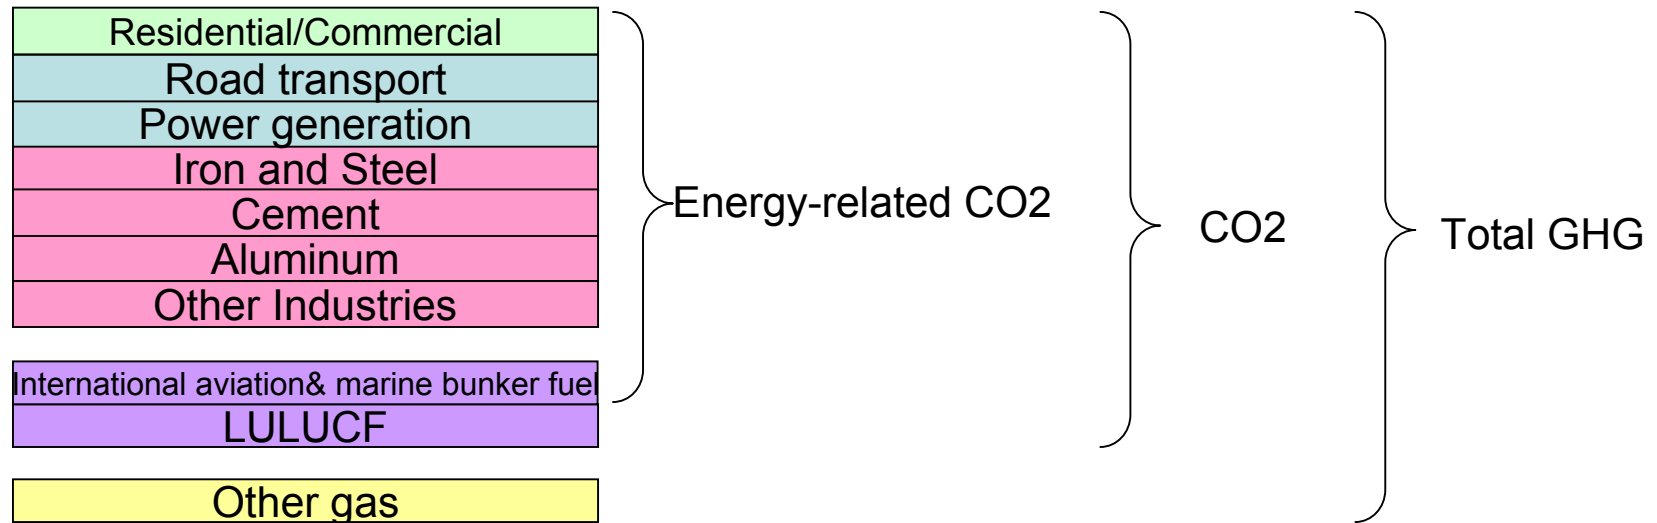 Residential/Commercial
Road transport
Power generation
Iron and Steel
Cement
Aluminum
Other Industries
International aviation& marine bunker fuel
LULUCF
Other gas
Energy-related CO2
CO2
Total GHG